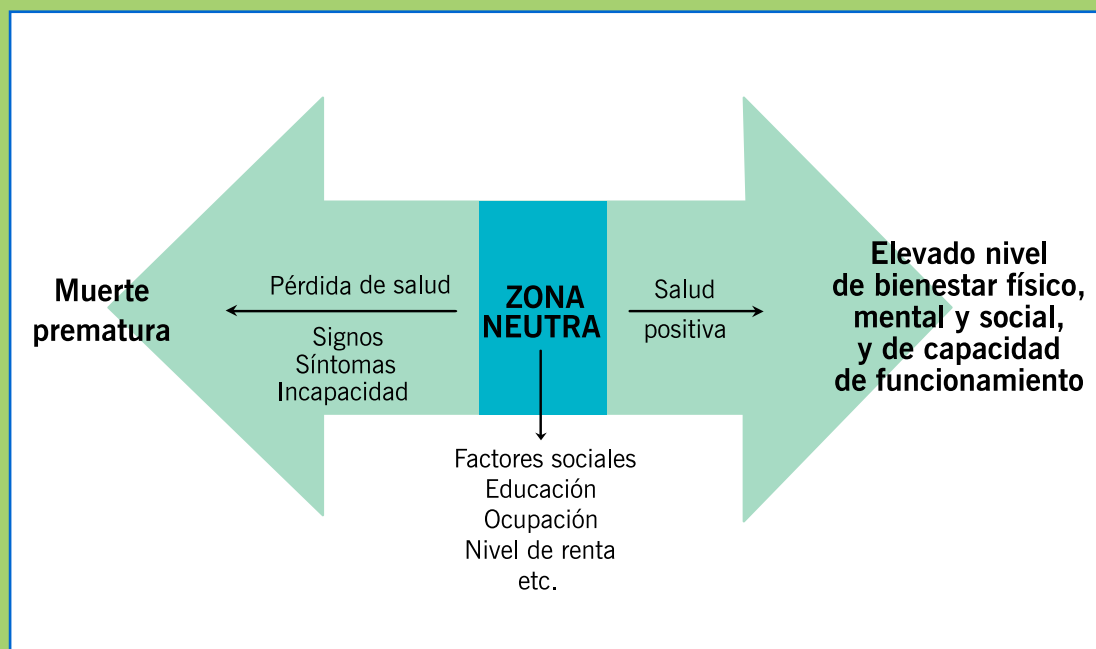 Muerte
prematura
Pérdida de salud
Signos
Síntomas
Incapacidad
ZONA
NEUTRA
Salud
positiva
Elevado nivel
de bienestar físico,
mental y social,
y de capacidad
de funcionamiento
Factores sociales
Educación
Ocupación
Nivel de renta
etc.